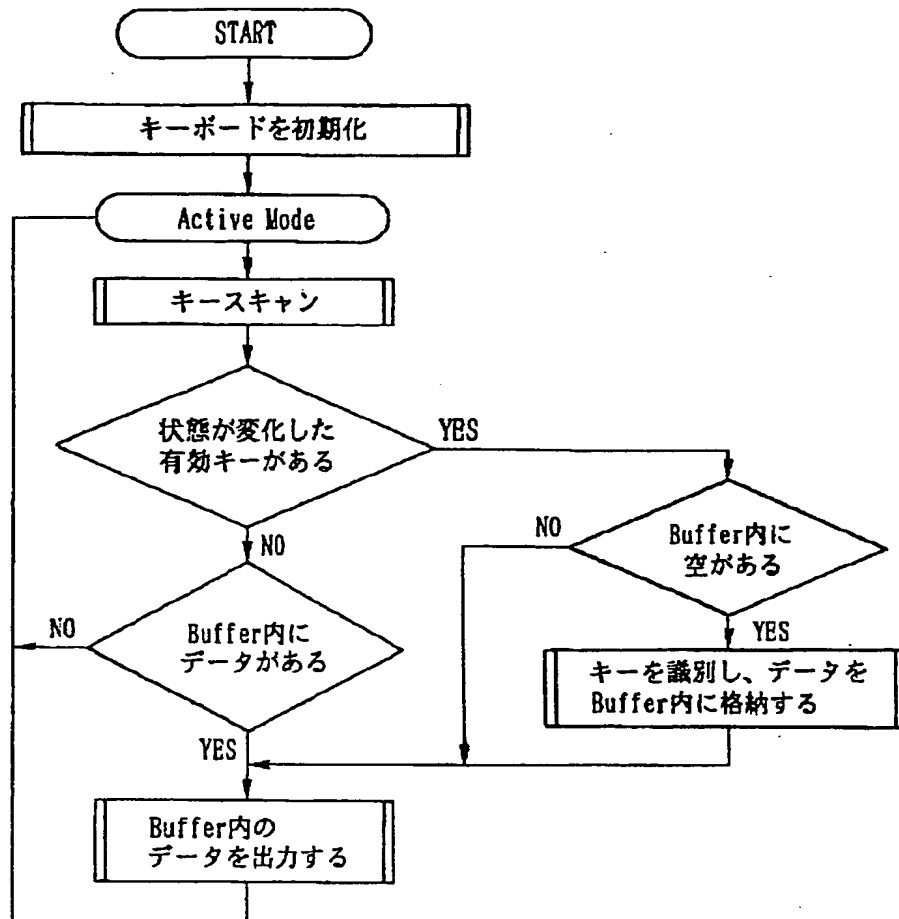 START
キーボードを初期化
Active Mode
キースキャン
状態が変化した
有効キーがある
YES
NO
Buffer内に
空がある
NO
YES
キーを識別し、データを
Buffer内に格納する
NO
Buffer内に
データがある
YES
Buffer内の
データを出力する